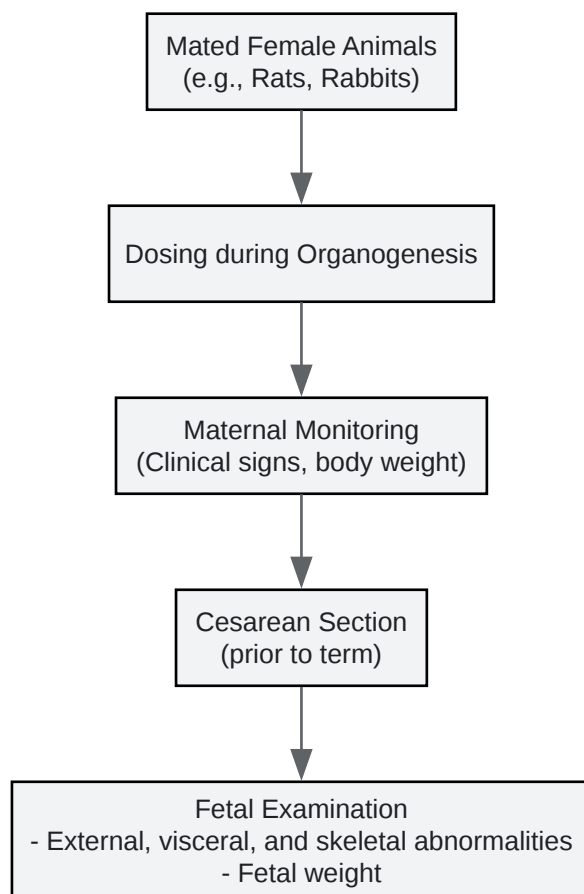 Mated Female Animals
(e.g., Rats, Rabbits)
Dosing during Organogenesis
Maternal Monitoring
(Clinical signs, body weight)
Cesarean Section
(prior to term)
Fetal Examination
- External, visceral, and skeletal abnormalities
- Fetal weight